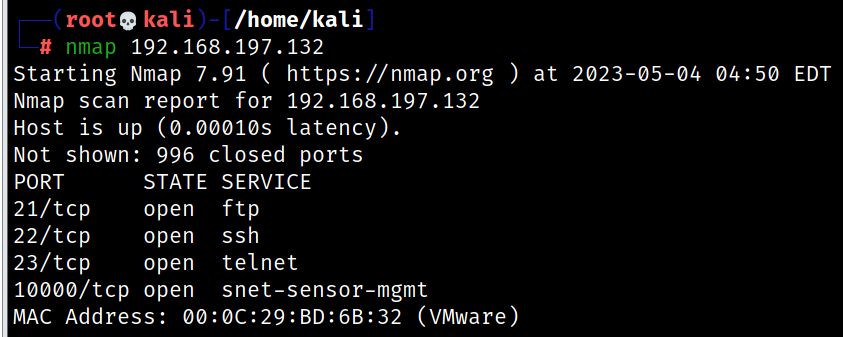 ┌──(root💀kali)-[/home/kali]
└─# nmap 192.168.197.132
Starting Nmap 7.91 ( https://nmap.org ) at 2023-05-04 04:50 EDT
Nmap scan report for 192.168.197.132
Host is up (0.00010s latency).
Not shown: 996 closed ports
PORT      STATE SERVICE
21/tcp    open  ftp
22/tcp    open  ssh
23/tcp    open  telnet
10000/tcp open  snet-sensor-mgmt
MAC Address: 00:0C:29:BD:6B:32 (VMware)